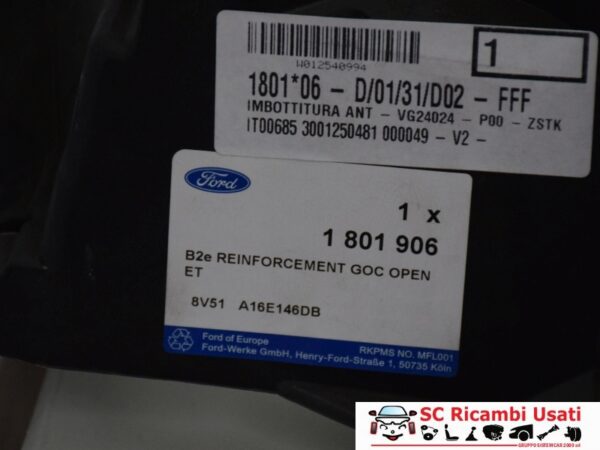 W012540994
1
1801*06 - D/01/31/D02 - FFF
IMBOTTITURA ANT - VG24024 - P00 - ZSTK
IT00685 3001250481 000049 - V2 -
Ford
1 x
1 801 906
B2e REINFORCEMENT GOC OPEN
ET
8V51 A16E146DB
Ford of Europe
RKPMS NO. MFL001
Ford-Werke GmbH, Henry-Ford-Straße 1, 50735 Köln
SC Ricambi Usati